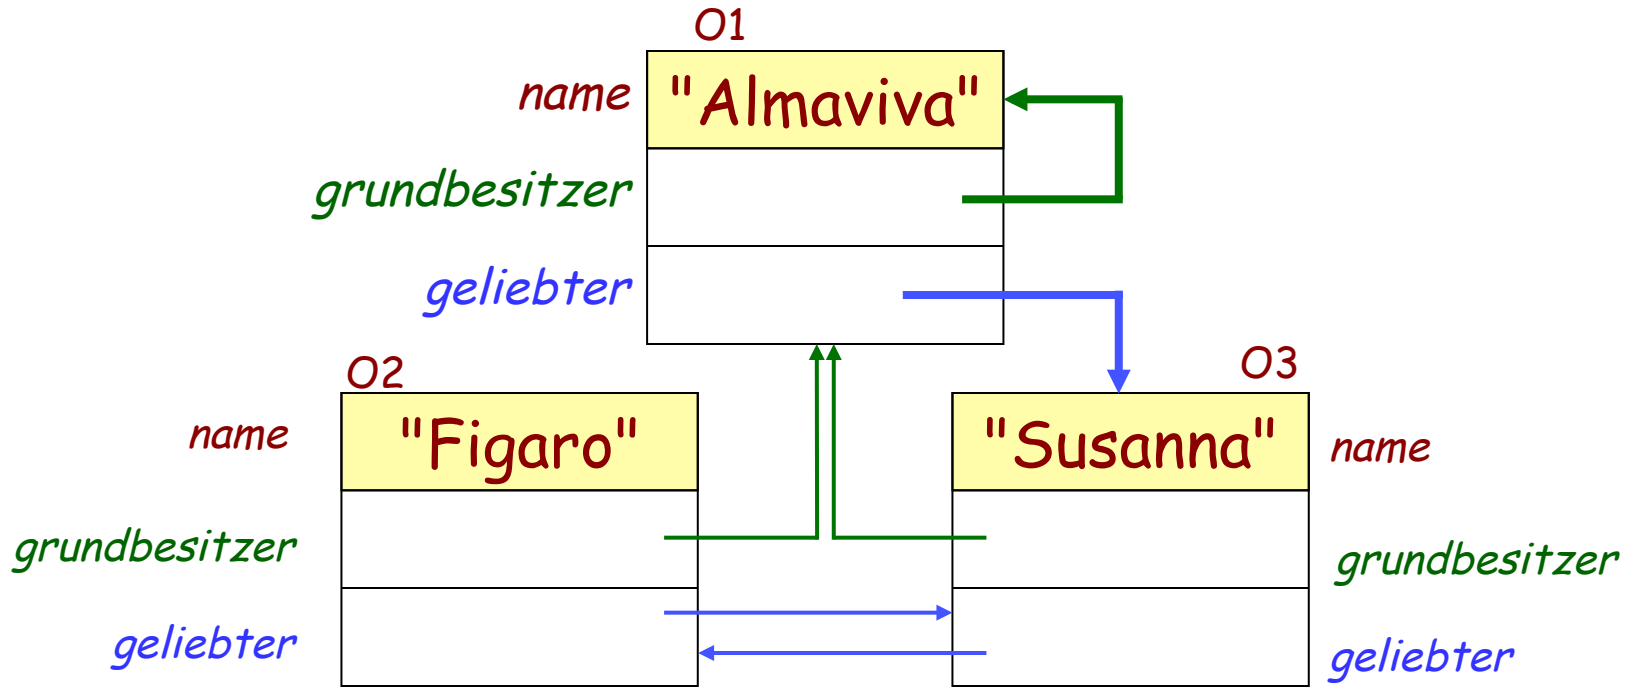 O1
name "Almaviva"
grundbesitzer
geliebter
O2
O3
name "Figaro"
"Susanna" name
grundbesitzer
grundbesitzer
geliebter
geliebter